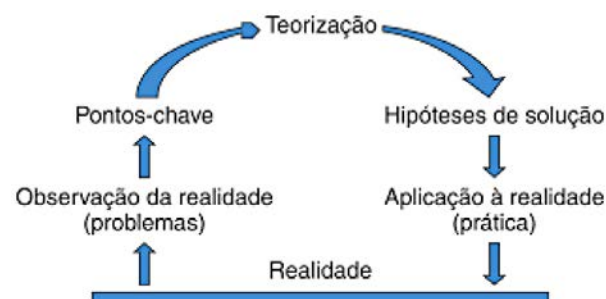 Teorização
Pontos-chave
Hipóteses de solução
Observação da realidade
(problemas)
Aplicação à realidade
(prática)
Realidade